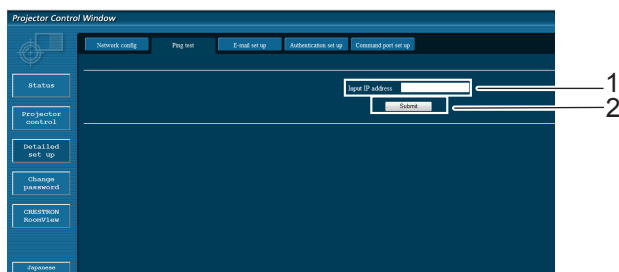 Projector Control Window
Network config Ping test E-mail set up Authentication set up Command port set up
Status
Input IP address
1
Submit
2
Projector
control
Detailed
set up
Change
password
CRESTRON
RoomView
Japanese